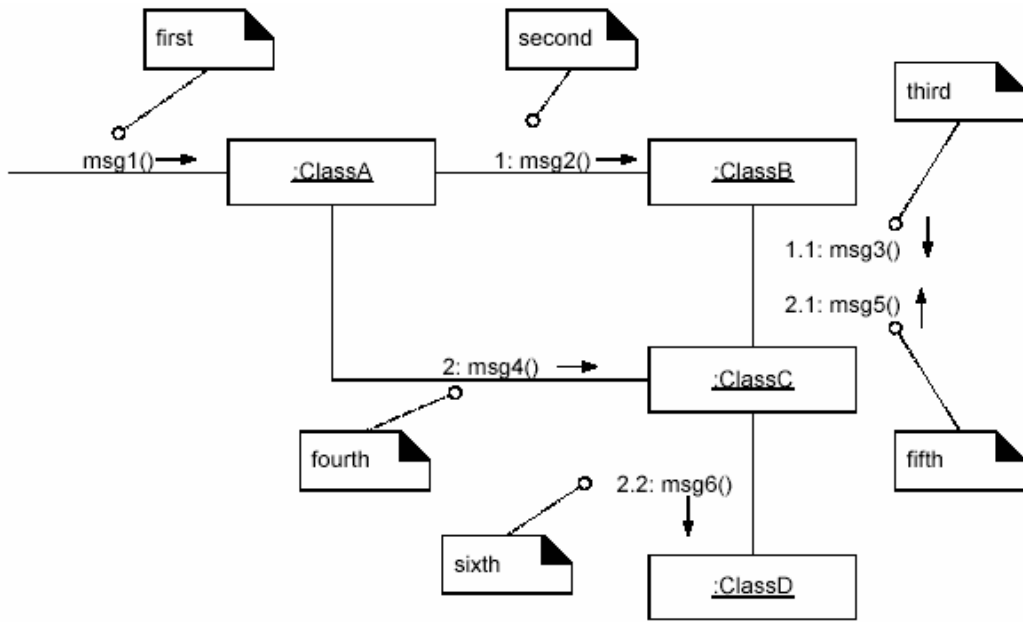 first
second
third
msg1()
:ClassA
1: msg2()
:ClassB
1.1: msg3()
2.1: msg5()
2: msg4()
:ClassC
fourth
fifth
2.2: msg6()
sixth
:ClassD